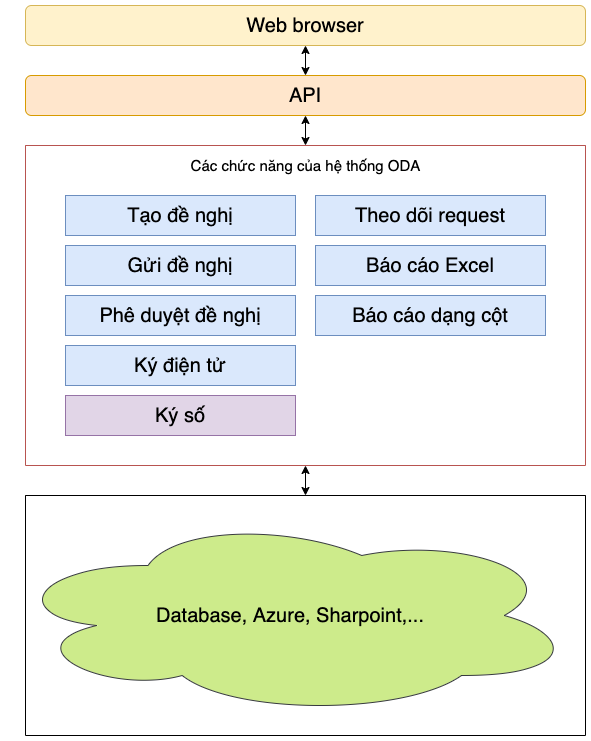 Web browser
API
Các chức năng của hệ thống ODA
Tạo đề nghị
Gửi đề nghị
Phê duyệt đề nghị
Ký điện tử
Ký số
Theo dõi request
Báo cáo Excel
Báo cáo dạng cột
Database, Azure, Sharpoint,...